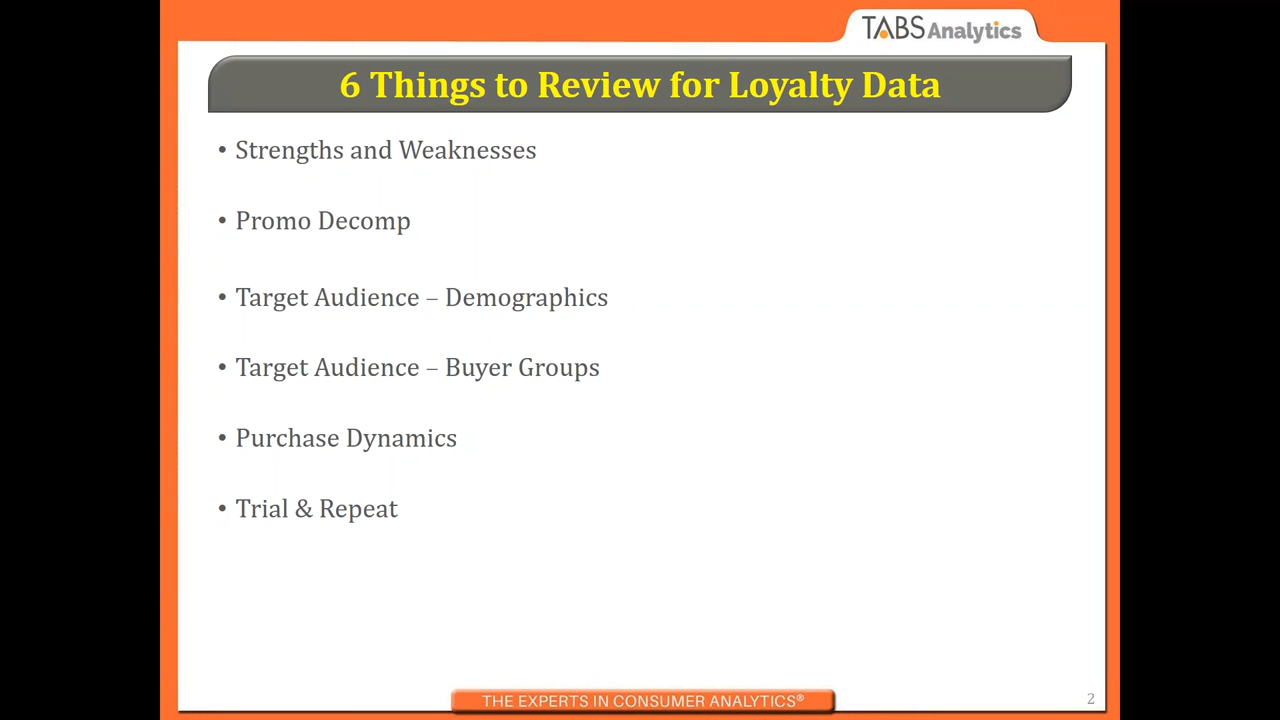 TABS Analytics
6 Things to Review for Loyalty Data
• Strengths and Weaknesses
• Promo Decomp
• Target Audience – Demographics
• Target Audience – Buyer Groups
• Purchase Dynamics
• Trial & Repeat
THE EXPERTS IN CONSUMER ANALYTICS®
2